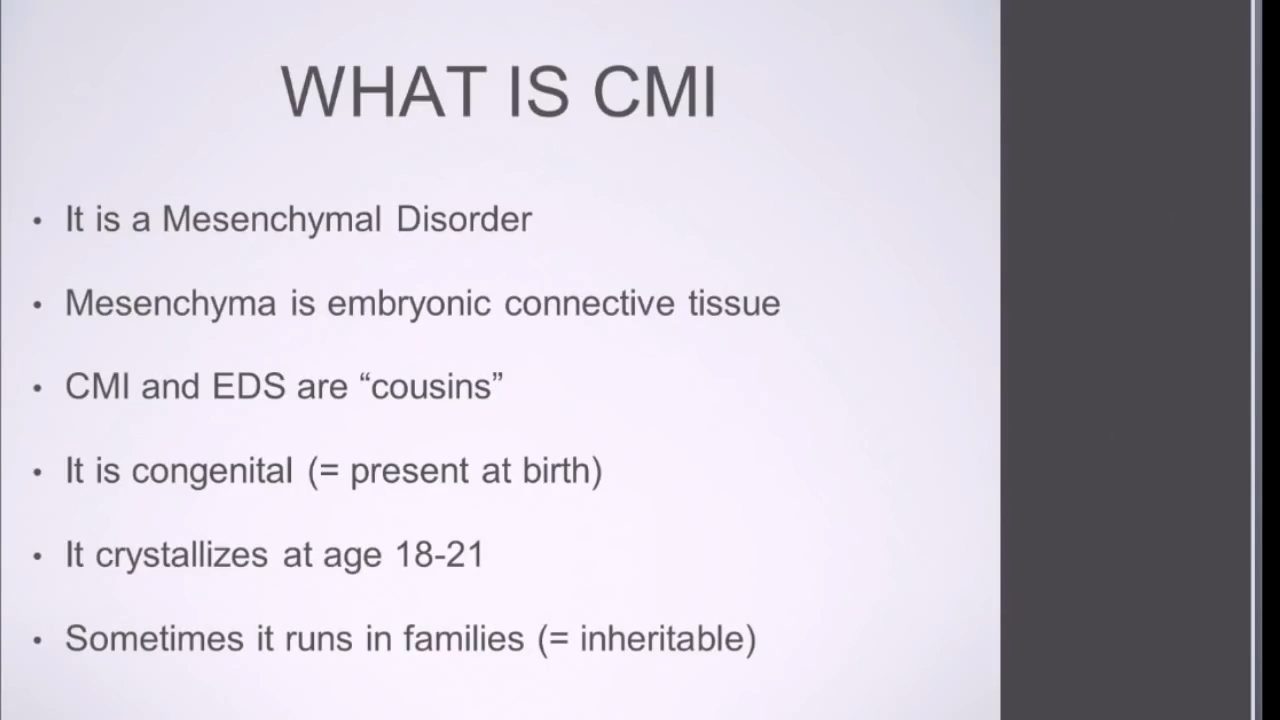 WHAT IS CMI
• It is a Mesenchymal Disorder
• Mesenchyma is embryonic connective tissue
• CMI and EDS are “cousins”
• It is congenital (= present at birth)
• It crystallizes at age 18-21
• Sometimes it runs in families (= inheritable)